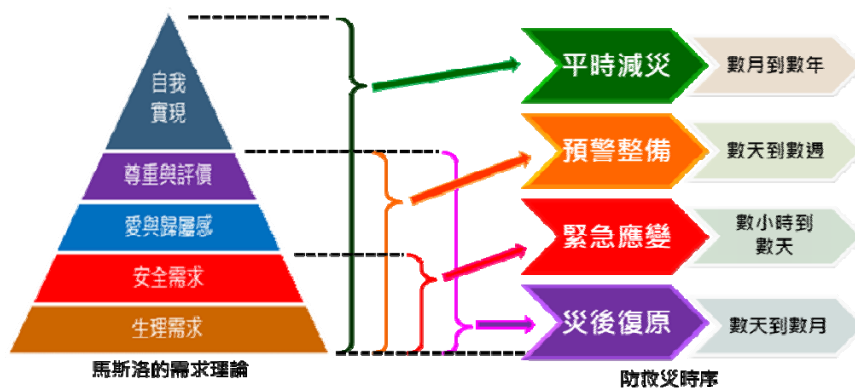 自我
實現
尊重與評價
愛與歸屬感
安全需求
生理需求
馬斯洛的需求理論
平時減災
數月到數年
預警整備
數天到數週
緊急應變
數小時到
數天
災後復原
數天到數月
防救災時序